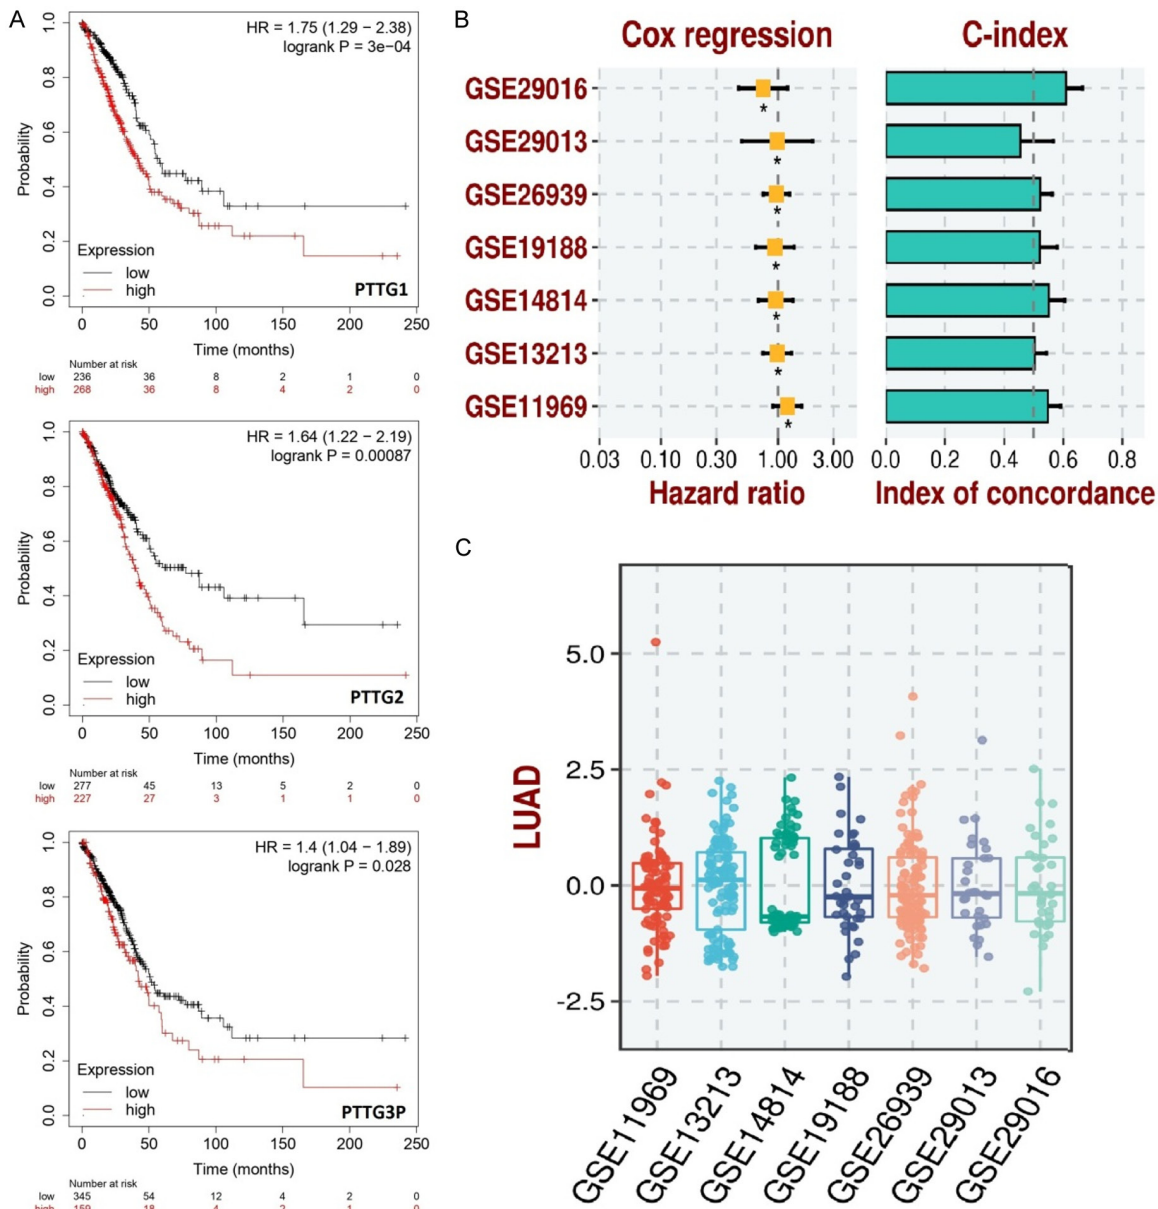 A
HR = 1.75 (1.29 − 2.38)
logrank P = 3e−04
Probability
1.0
0.8
0.6
0.4
0.2
0.0
Expression
low
high
PTTG1
0 50 100 150 200 250
Time (months)
Number at risk
low 236 36 8 2 1 0
high 268 36 8 4 2 0
HR = 1.64 (1.22 − 2.19)
logrank P = 0.00087
Probability
1.0
0.8
0.6
0.4
0.2
0.0
Expression
low
high
PTTG2
0 50 100 150 200 250
Time (months)
Number at risk
low 277 45 13 5 2 0
high 227 27 3 1 1 0
HR = 1.4 (1.04 − 1.89)
logrank P = 0.028
Probability
1.0
0.8
0.6
0.4
0.2
0.0
Expression
low
high
PTTG3P
0 50 100 150 200 250
Time (months)
Number at risk
low 345 54 12 4 2 0
high 159 18 4 2 1 0
B
Cox regression C-index
GSE29016
*
GSE29013
*
GSE26939
*
GSE19188
*
GSE14814
*
GSE13213
*
GSE11969
*
0.03 0.10 0.30 1.00 3.00 0.0 0.2 0.4 0.6 0.8
Hazard ratio Index of concordance
C
LUAD
5.0
2.5
0.0
-2.5
GSE11969
GSE13213
GSE14814
GSE19188
GSE26939
GSE29013
GSE29016